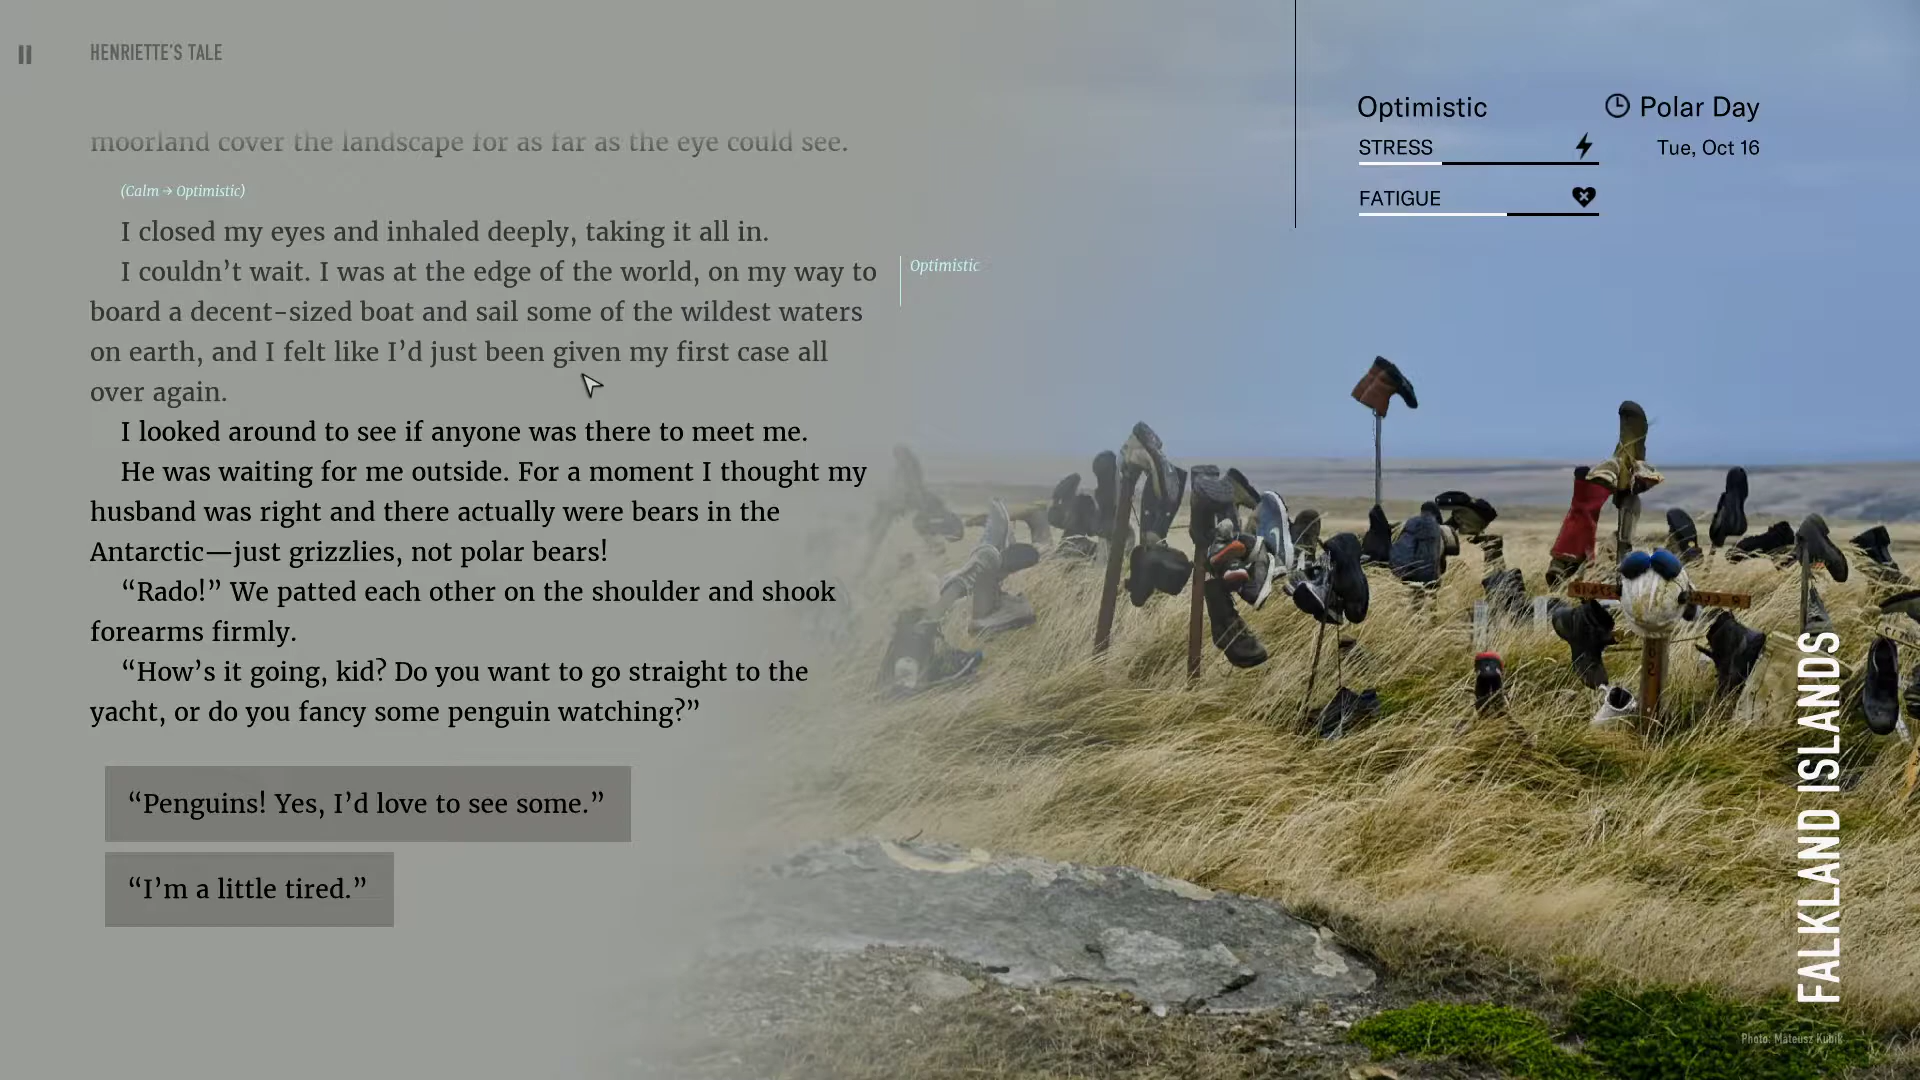 HENRIETTE'S TALE
moorland cover the landscape for as far as the eye could see.
(Calm → Optimistic)
I closed my eyes and inhaled deeply, taking it all in.
I couldn’t wait. I was at the edge of the world, on my way to
board a decent-sized boat and sail some of the wildest waters
on earth, and I felt like I’d just been given my first case all
over again.
Optimistic
I looked around to see if anyone was there to meet me.
He was waiting for me outside. For a moment I thought my
husband was right and there actually were bears in the
Antarctic—just grizzlies, not polar bears!
“Rado!” We patted each other on the shoulder and shook
forearms firmly.
“How’s it going, kid? Do you want to go straight to the
yacht, or do you fancy some penguin watching?”
“Penguins! Yes, I’d love to see some.”
“I’m a little tired.”
Optimistic
Polar Day
STRESS
Tue, Oct 16
FATIGUE
FALKLAND ISLANDS
Photo: Mateusz Kubik